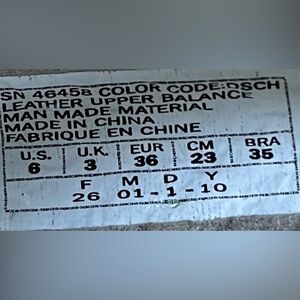 SN 46458 COLOR CODE:DSCH
LEATHER UPPER BALANCE
MAN MADE MATERIAL
MADE IN CHINA
FABRIQUE EN CHINE
U.S. U.K. EUR CM BRA
6 3 36 23 35
F M D Y
26 01-1-10